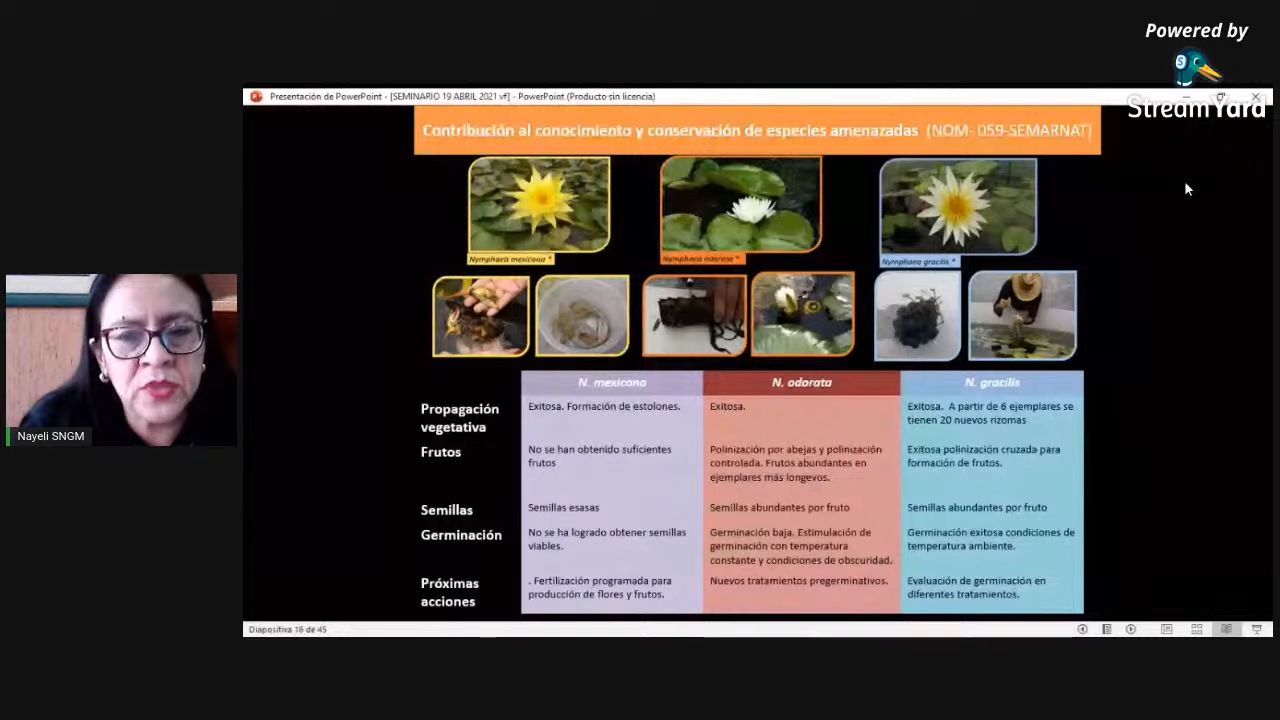 Powered by
StreamYard
Presentación de PowerPoint - [SEMINARIO 19 ABRIL 2021 vf] - PowerPoint (Producto sin licencia)
Contribución al conocimiento y conservación de especies amenazadas (NOM- 059-SEMARNAT)
Nymphaea mexicana *
Nymphaea odorata *
Nymphaea gracilis *
N. mexicana
N. odorata
N. gracilis
Propagación
vegetativa
Exitosa. Formación de estolones.
Exitosa.
Exitosa. A partir de 6 ejemplares se
tienen 20 nuevos rizomas
Frutos
No se han obtenido suficientes
frutos
Polinización por abejas y polinización
controlada. Frutos abundantes en
ejemplares más longevos.
Exitosa polinización cruzada para
formación de frutos.
Semillas
Semillas esasas
Semillas abundantes por fruto
Semillas abundantes por fruto
Germinación
No se ha logrado obtener semillas
viables.
Germinación baja. Estimulación de
germinación con temperatura
constante y condiciones de obscuridad.
Germinación exitosa condiciones de
temperatura ambiente.
Próximas
acciones
. Fertilización programada para
producción de flores y frutos.
Nuevos tratamientos pregerminativos.
Evaluación de germinación en
diferentes tratamientos.
Nayeli SNGM
Diapositiva 16 de 45